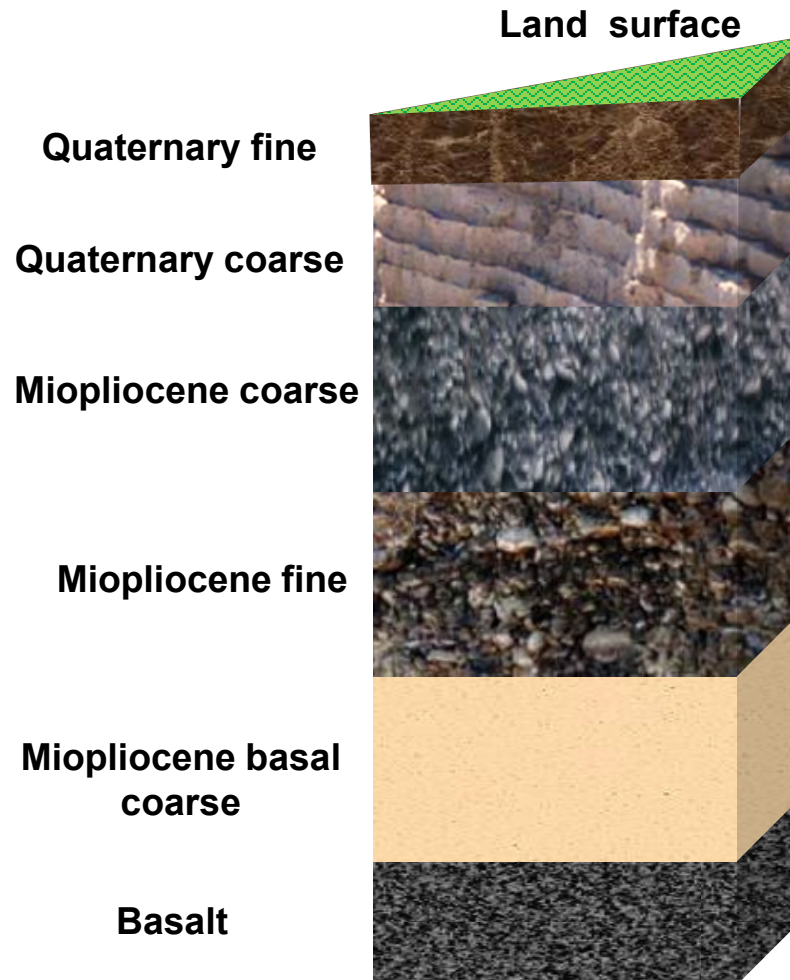 Land surface
Quaternary fine
Quaternary coarse
Miopliocene coarse
Miopliocene fine
Miopliocene basal
coarse
Basalt